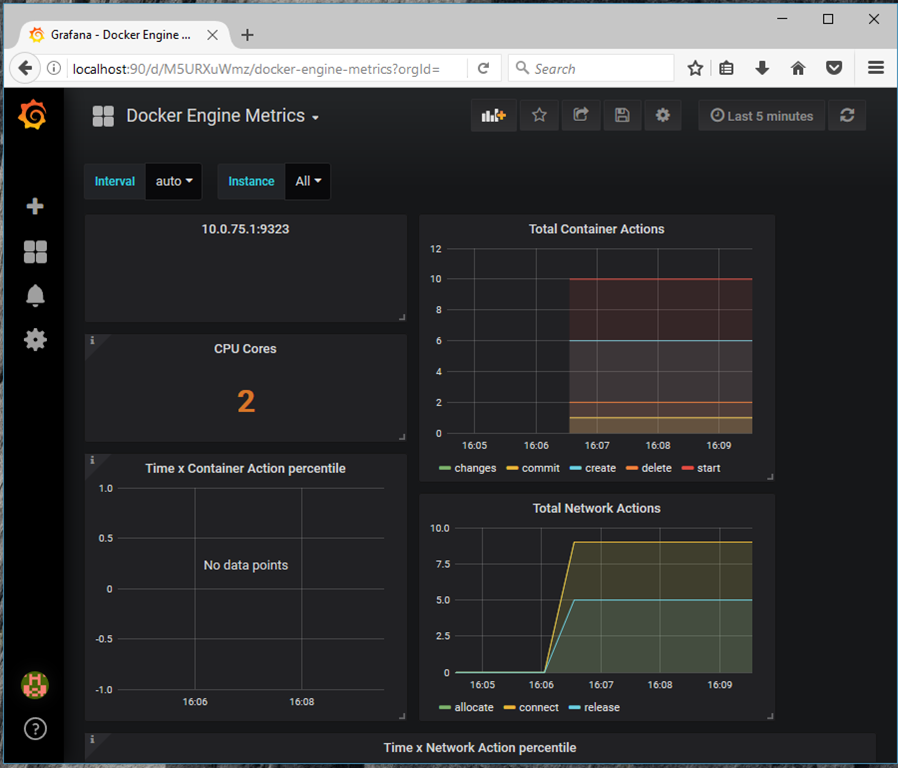 Grafana - Docker Engine ...
localhost:90/d/M5URXuWmz/docker-engine-metrics?orgId=
Search
Docker Engine Metrics
Last 5 minutes
Interval auto Instance All
10.0.75.1:9323
CPU Cores
2
Time x Container Action percentile
1.0
0.5
No data points
0
-0.5
-1.0
16:06 16:08
Total Container Actions
12
10
8
6
4
2
0
16:05 16:06 16:07 16:08 16:09
changes commit create delete start
Total Network Actions
10.0
7.5
5.0
2.5
0
16:05 16:06 16:07 16:08 16:09
allocate connect release
Time x Network Action percentile